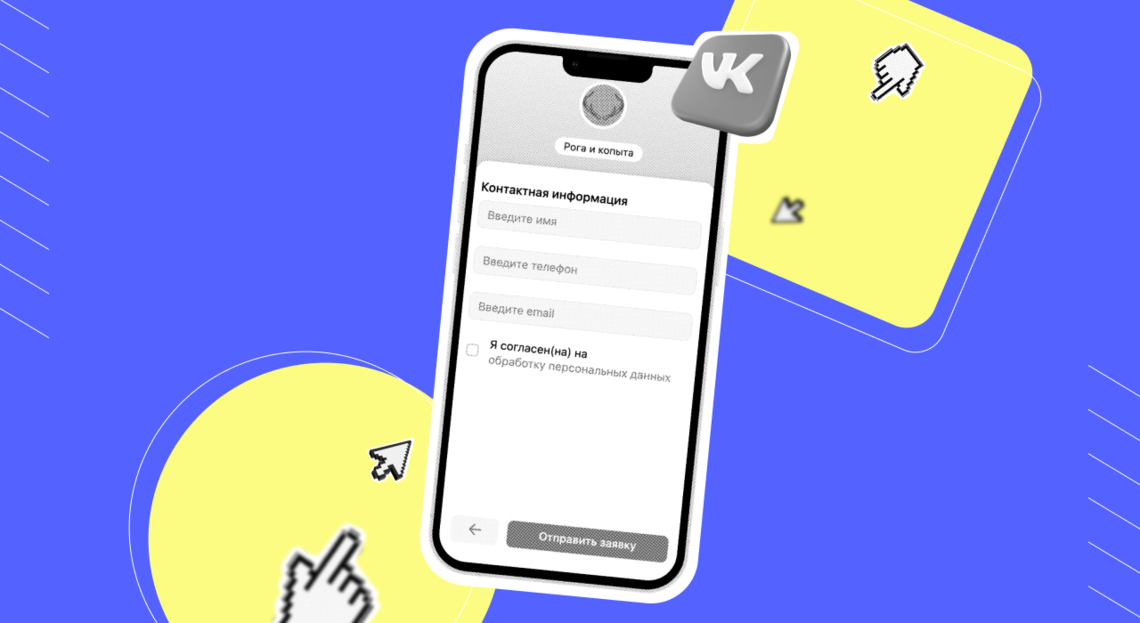 VK
Рога и копыта
Контактная информация
Введите имя
Введите телефон
Введите email
Я согласен(на) на
обработку персональных данных
Отправить заявку